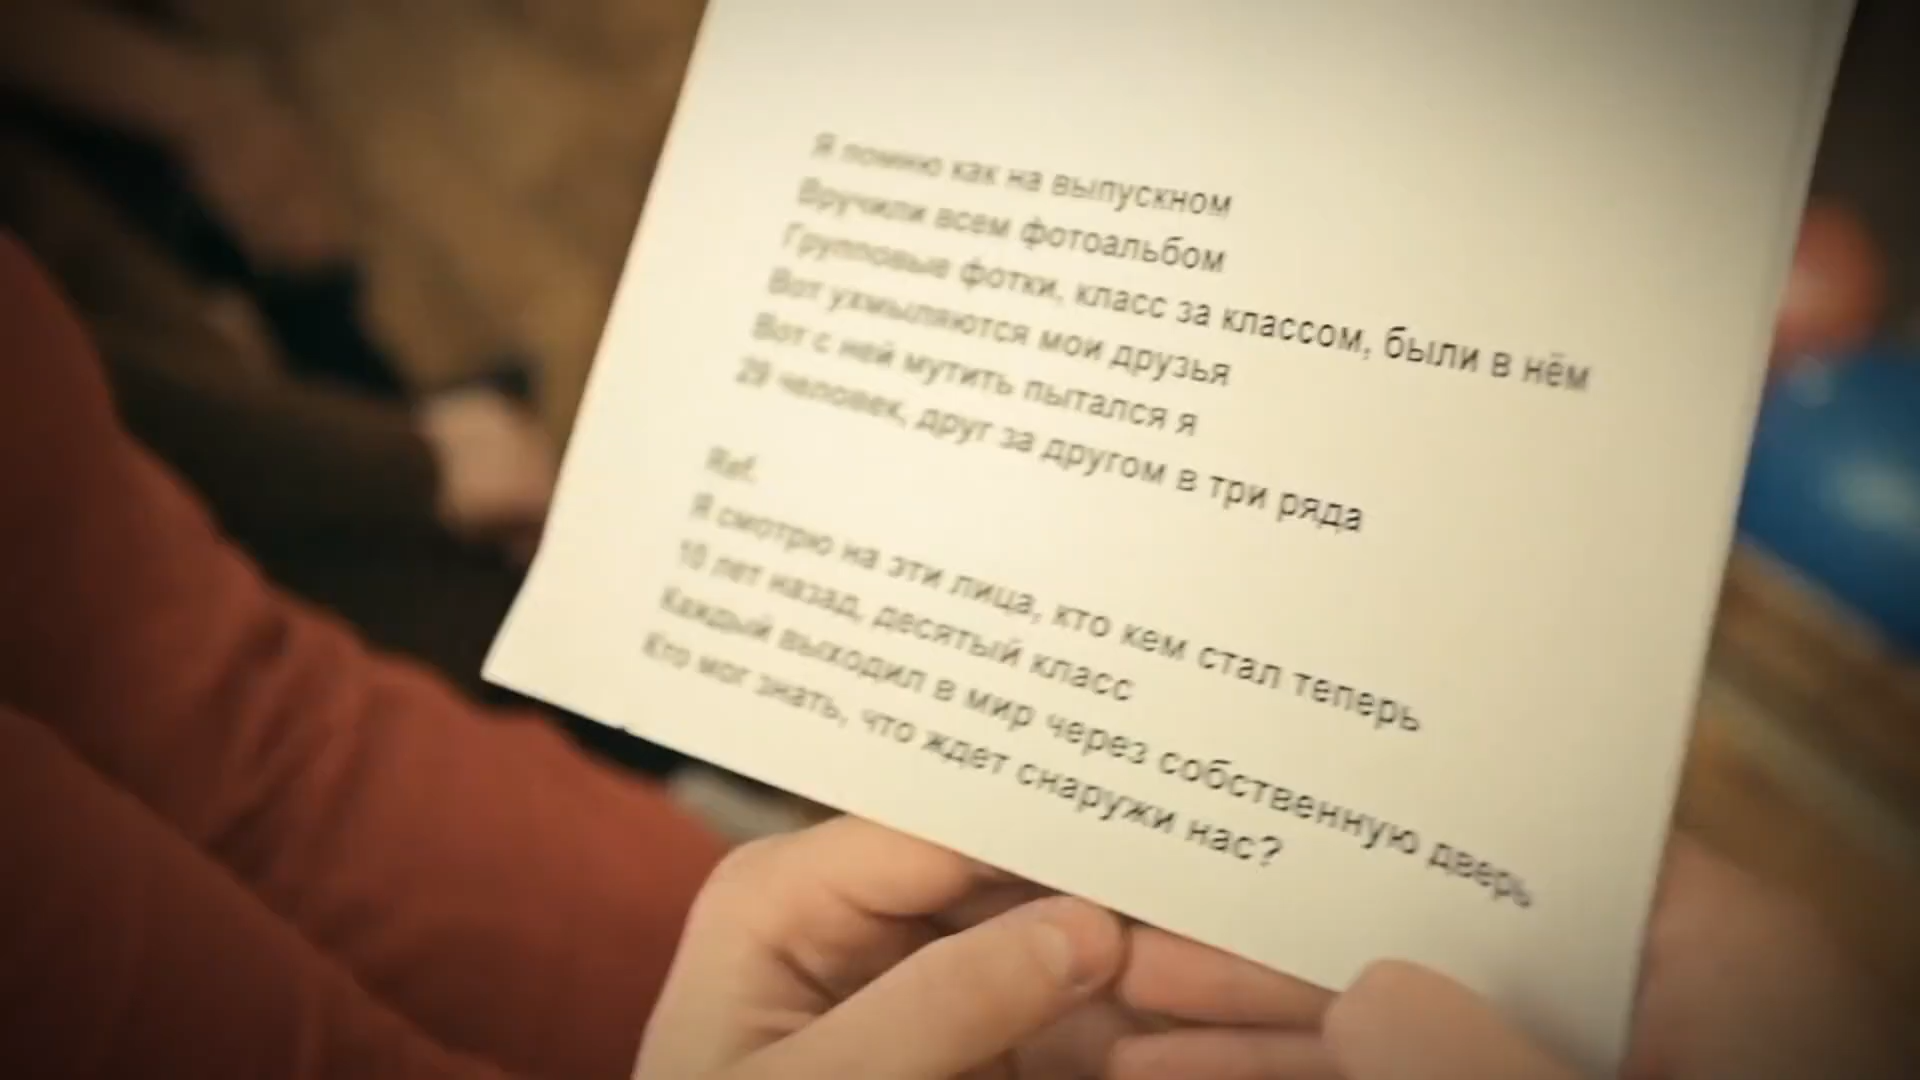 Я помню как на выпускном
Вручили всем фотоальбом
Групповые фотки, класс за классом, были в нём
Вот ухмыляются мои друзья
Вот с ней мутить пытался я
29 человек, друг за другом в три ряда
Ref.
Я смотрю на эти лица, кто кем стал теперь
10 лет назад, десятый класс
Каждый выходил в мир через собственную дверь
Кто мог знать, что ждет снаружи нас?